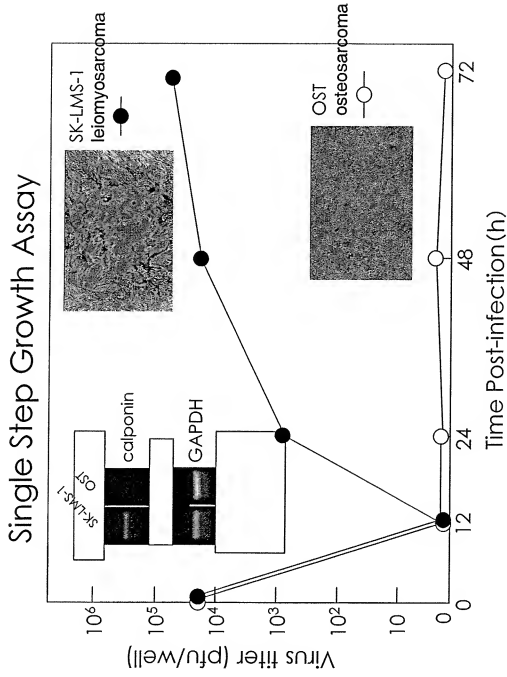 Single Step Growth Assay
SK-LMS-1
OST
calponin
GAPDH
SK-LMS-1
leiomyosarcoma
OST
osteosarcoma
Virus titer (pfu/well)
10⁶
10⁵
10⁴
10³
10²
10
0
0
12
24
48
72
Time Post-infection(h)